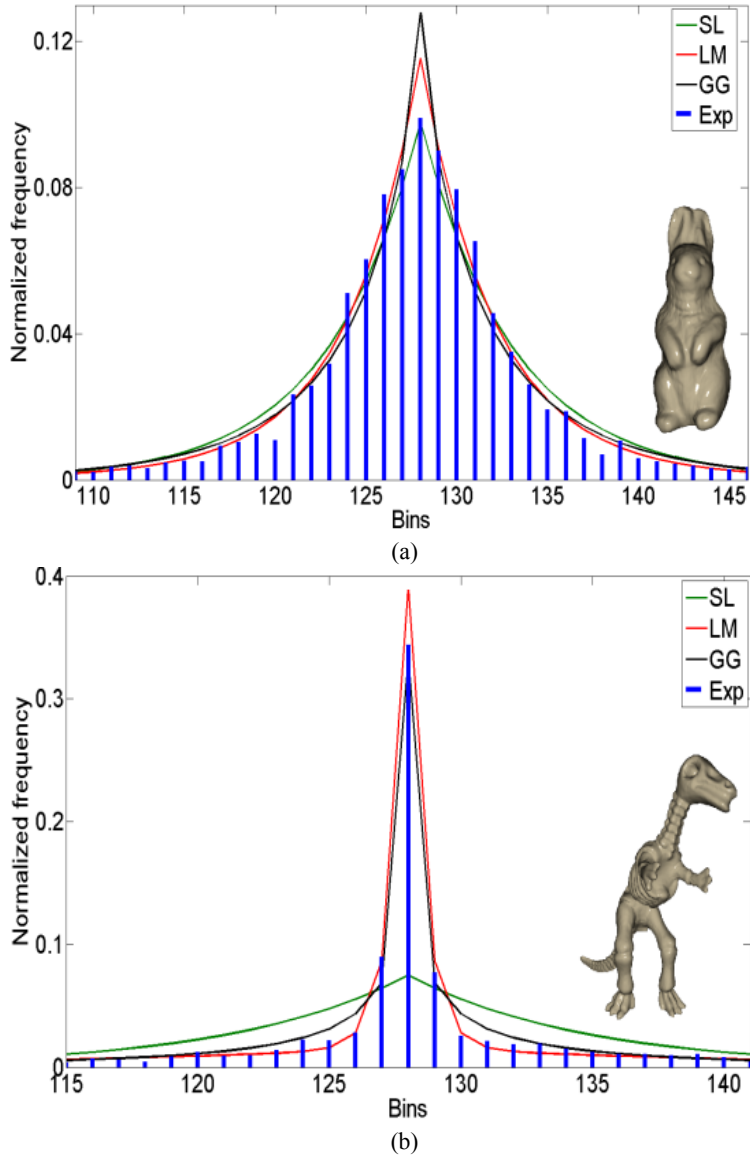 0.12
0.08
0.04
0
Normalized frequency
SL
LM
GG
Exp
110 115 120 125 130 135 140 145
Bins
(a)
0.4
0.3
0.2
0.1
0
Normalized frequency
SL
LM
GG
Exp
115 120 125 130 135 140
Bins
(b)